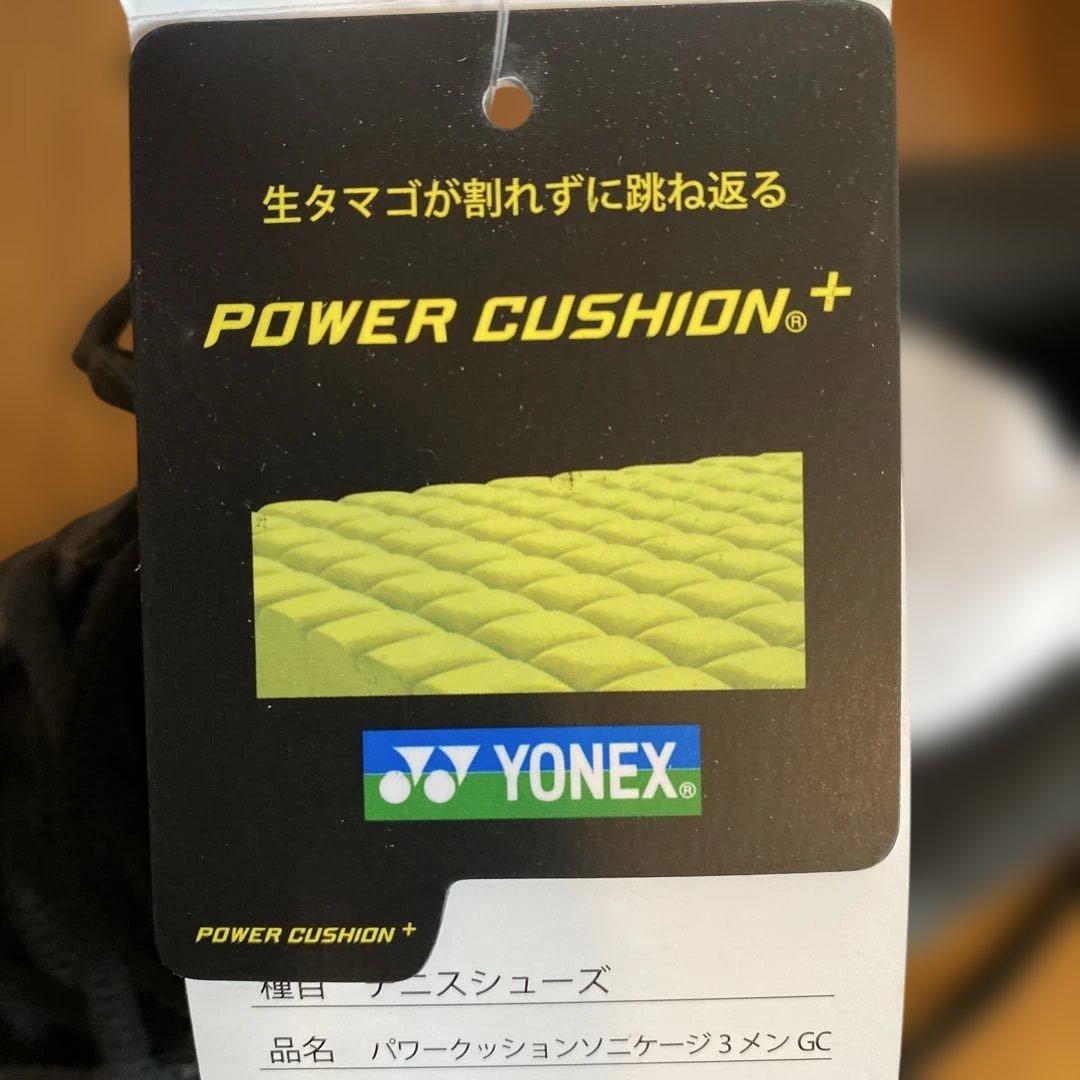 生タマゴが割れずに跳ね返る
POWER CUSHION®+
YONEX®
POWER CUSHION+
種目 テニスシューズ
品名 パワークッションソニケージ3メンGC